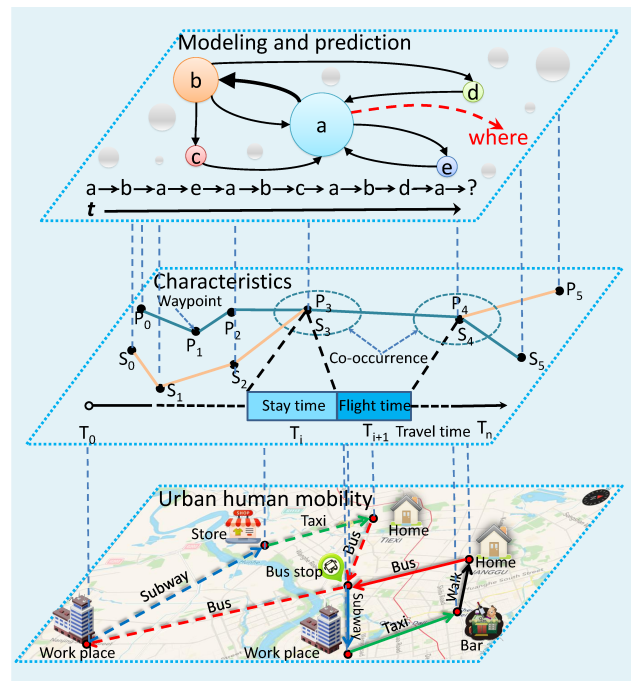 Modeling and prediction
b
d
a
where
c
e
a→b→a→e→a→b→c→a→b→d→a→?
t
Characteristics
Waypoint
P0
P1
P2
P3
P4
P5
S0
S1
S2
S3
S4
S5
Co-occurrence
Stay time
Flight time
T0
Ti
Ti+1
Travel time
Tn
Urban human mobility
SHOP
Store
Taxi
Home
Bus
Bus stop
Bus
Home
Subway
Bus
Subway
Walk
Taxi
Work place
Work place
Bar
TIEXI